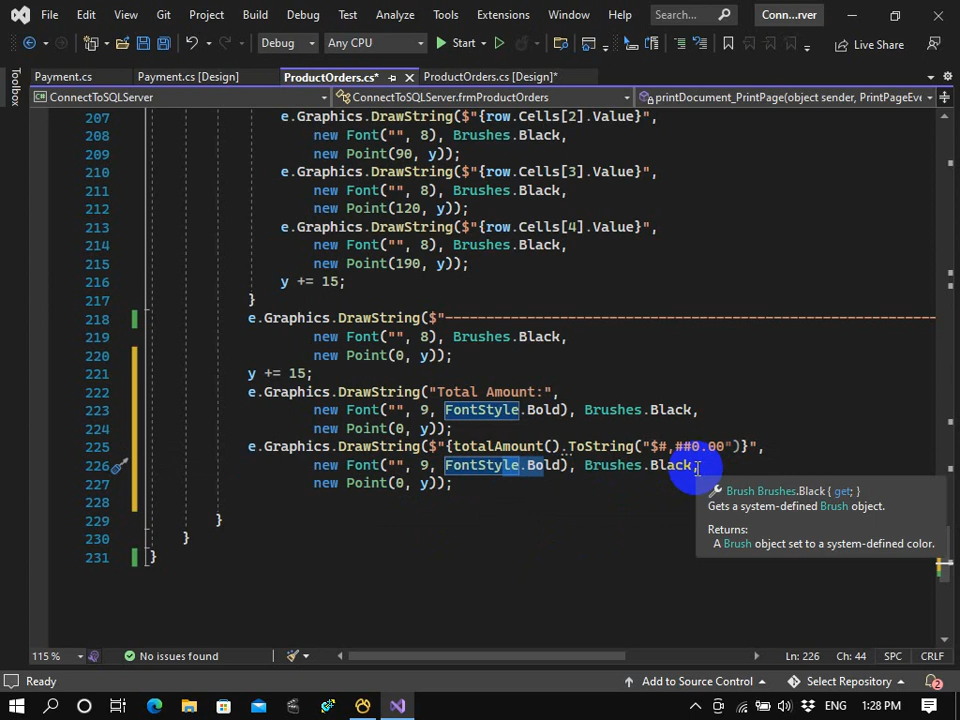 File Edit View Git Project Build Debug Test Analyze Tools Extensions Window Help Search... Conn...rver
Debug Any CPU Start Live Share
Payment.cs Payment.cs [Design] ProductOrders.cs* ProductOrders.cs [Design]*
Toolbox
ConnectToSQLServer ConnectToSQLServer.frmProductOrders printDocument_PrintPage(object sender, PrintPageEve
207 e.Graphics.DrawString($"{row.Cells[2].Value}",
208 new Font("", 8), Brushes.Black,
209 new Point(90, y));
210 e.Graphics.DrawString($"{row.Cells[3].Value}",
211 new Font("", 8), Brushes.Black,
212 new Point(120, y));
213 e.Graphics.DrawString($"{row.Cells[4].Value}",
214 new Font("", 8), Brushes.Black,
215 new Point(190, y));
216 y += 15;
217 }
218 e.Graphics.DrawString($"------------------------------------------------------------
219 new Font("", 8), Brushes.Black,
220 new Point(0, y));
221 y += 15;
222 e.Graphics.DrawString("Total Amount:",
223 new Font("", 9, FontStyle.Bold), Brushes.Black,
224 new Point(0, y));
225 e.Graphics.DrawString($"{totalAmount().ToString("$#,##0.00")}",
226 new Font("", 9, FontStyle.Bold), Brushes.Black,
227 new Point(0, y));
228
229 }
230 }
231 }
Brush Brushes.Black { get; }
Gets a system-defined Brush object.
Returns:
A Brush object set to a system-defined color.
115 % No issues found Ln: 226 Ch: 44 SPC CRLF
Ready Add to Source Control Select Repository 2
ENG 1:28 PM